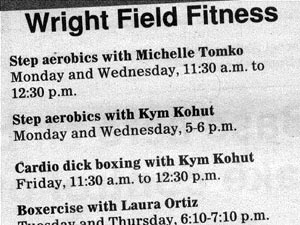 Wright Field Fitness
Step aerobics with Michelle Tomko
Monday and Wednesday, 11:30 a.m. to
12:30 p.m.
Step aerobics with Kym Kohut
Monday and Wednesday, 5-6 p.m.
Cardio dick boxing with Kym Kohut
Friday, 11:30 a.m. to 12:30 p.m.
Boxercise with Laura Ortiz
Tuesday and Thursday, 6:10-7:10 p.m.